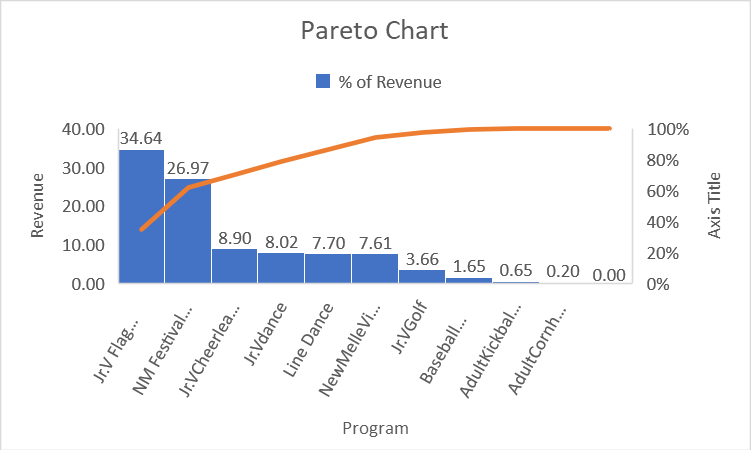 Pareto Chart
% of Revenue
40.00
30.00
20.00
10.00
0.00
Revenue
34.64
26.97
8.90
8.02
7.70
7.61
3.66
1.65
0.65
0.20
0.00
100%
80%
60%
40%
20%
0%
Axis Title
Jr.V Flag...
NM Festival...
Jr.VCheerlea...
Jr.Vdance
Line Dance
NewMelleVi...
Jr.VGolf
Baseball...
AdultKickbal...
AdultCornh...
Program